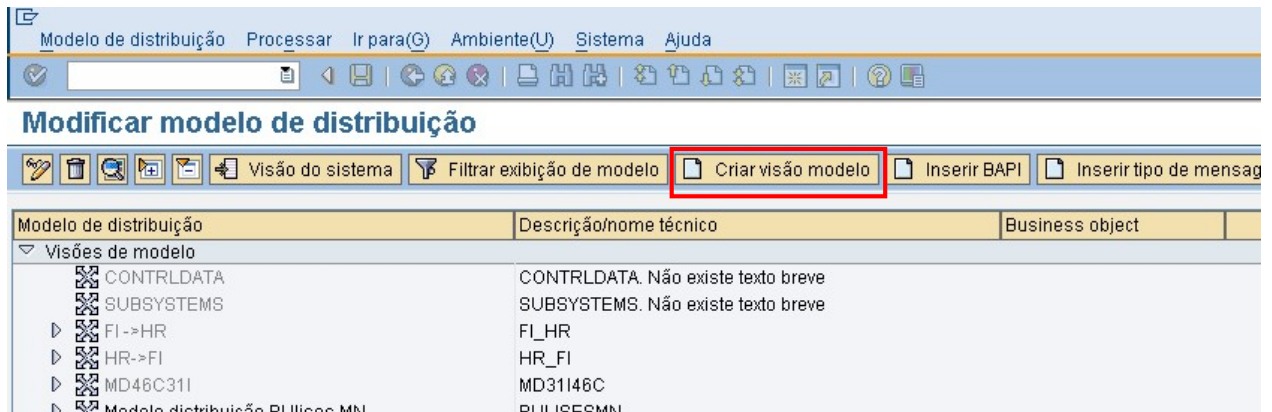 Modelo de distribuição Processar Ir para(G) Ambiente(U) Sistema Ajuda
Modificar modelo de distribuição
Visão do sistema Filtrar exibição de modelo Criar visão modelo Inserir BAPI Inserir tipo de mensag
Modelo de distribuição Descrição/nome técnico Business object
Visões de modelo
CONTRLDATA CONTRLDATA. Não existe texto breve
SUBSYSTEMS SUBSYSTEMS. Não existe texto breve
FI->HR FI_HR
HR->FI HR_FI
MD46C31I MD31I46C
Modelo distribuição